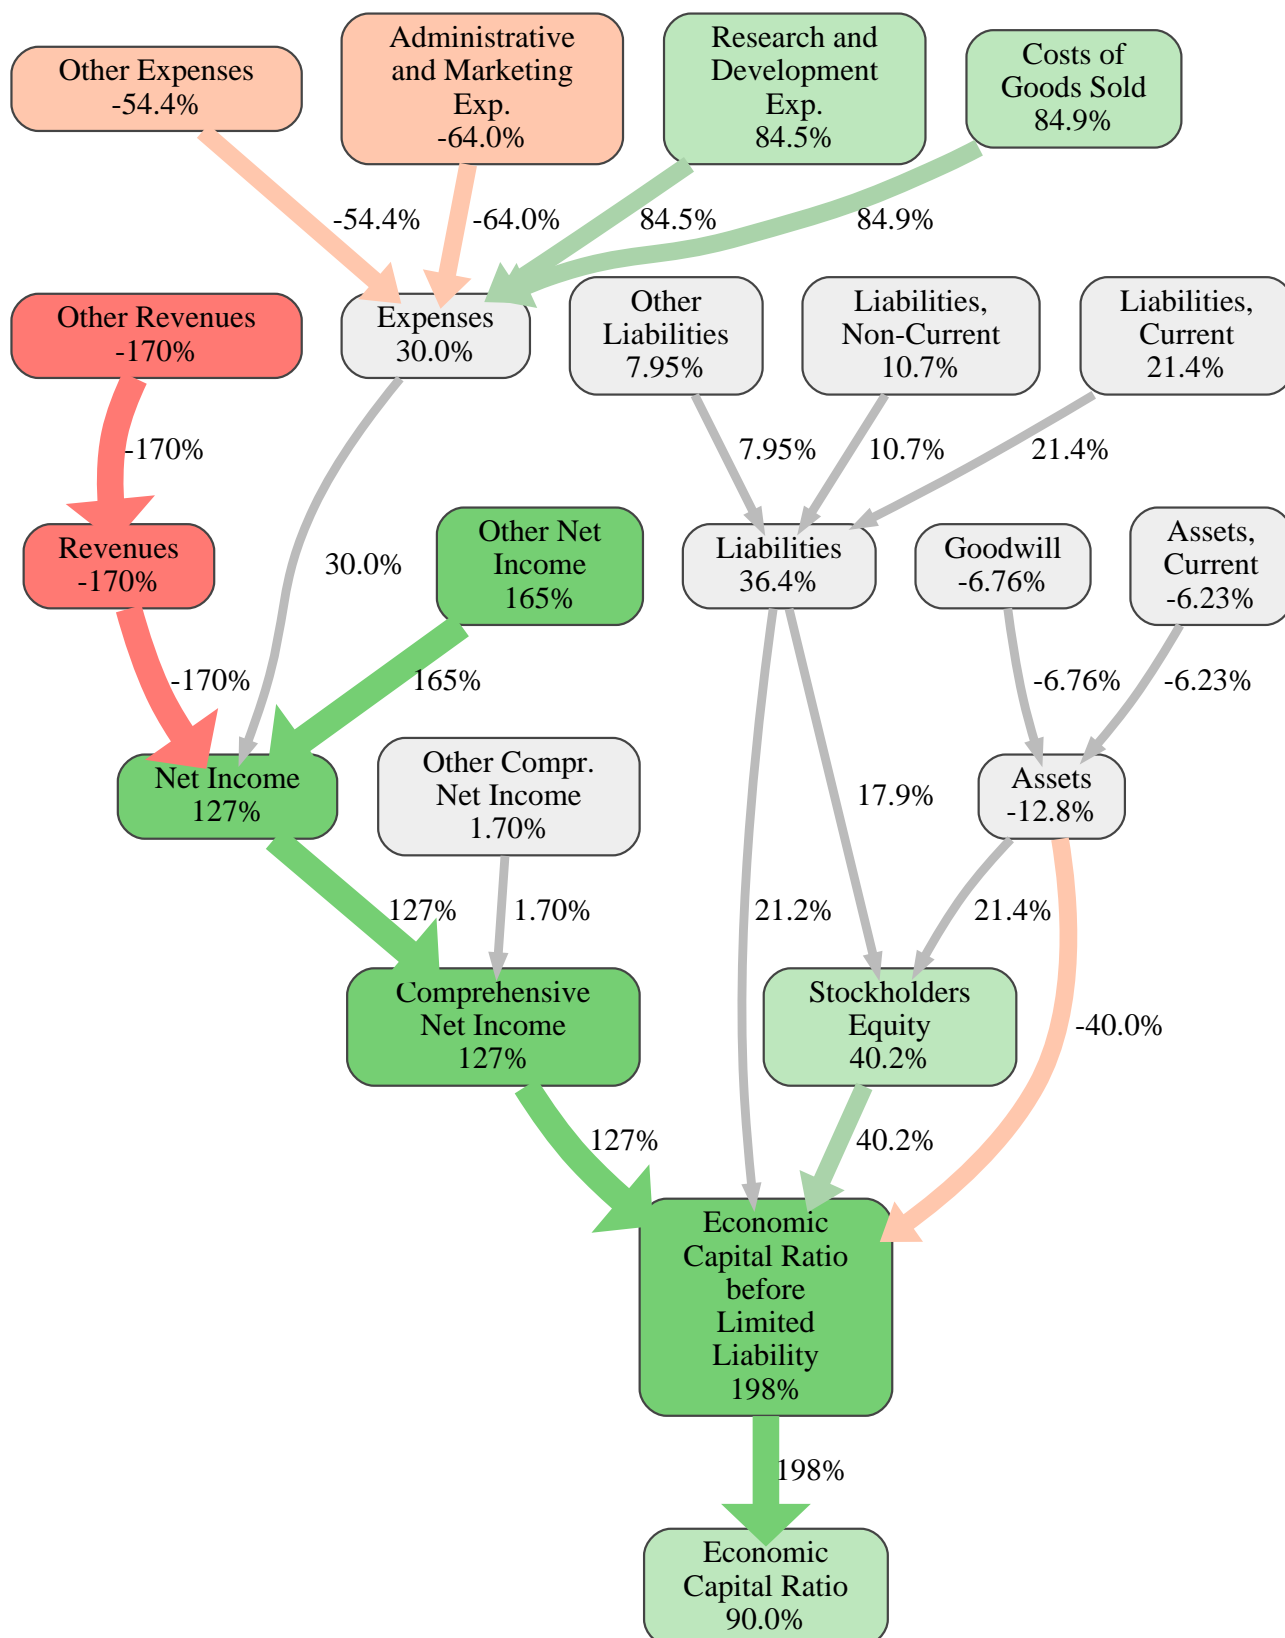 Other Expenses
-54.4%
Administrative
and Marketing
Exp.
-64.0%
Research and
Development
Exp.
84.5%
Costs of
Goods Sold
84.9%
-54.4%
-64.0%
84.5%
84.9%
Other Revenues
-170%
Expenses
30.0%
Other
Liabilities
7.95%
Liabilities,
Non-Current
10.7%
Liabilities,
Current
21.4%
-170%
7.95%
10.7%
21.4%
Revenues
-170%
30.0%
Other Net
Income
165%
Liabilities
36.4%
Goodwill
-6.76%
Assets,
Current
-6.23%
-170%
165%
-6.76%
-6.23%
Net Income
127%
Other Compr.
Net Income
1.70%
17.9%
Assets
-12.8%
127%
1.70%
21.2%
21.4%
Comprehensive
Net Income
127%
Stockholders
Equity
40.2%
-40.0%
127%
40.2%
Economic
Capital Ratio
before
Limited
Liability
198%
198%
Economic
Capital Ratio
90.0%